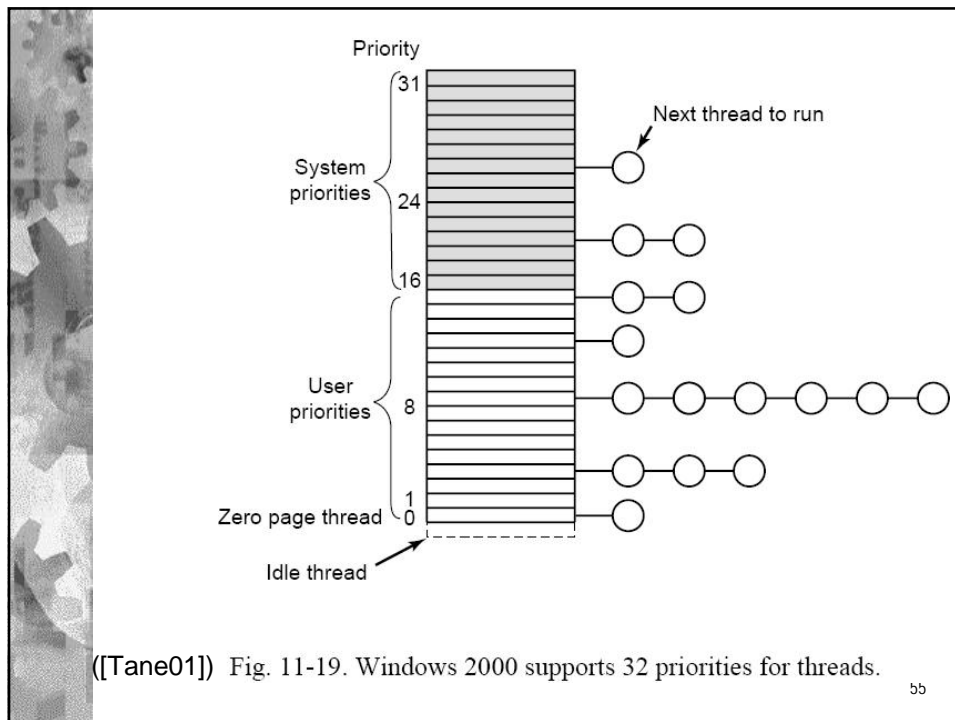 Priority
31
Next thread to run
System
priorities
24
16
User
priorities
8
1
Zero page thread 0
Idle thread
([Tane01]) Fig. 11-19. Windows 2000 supports 32 priorities for threads.
55